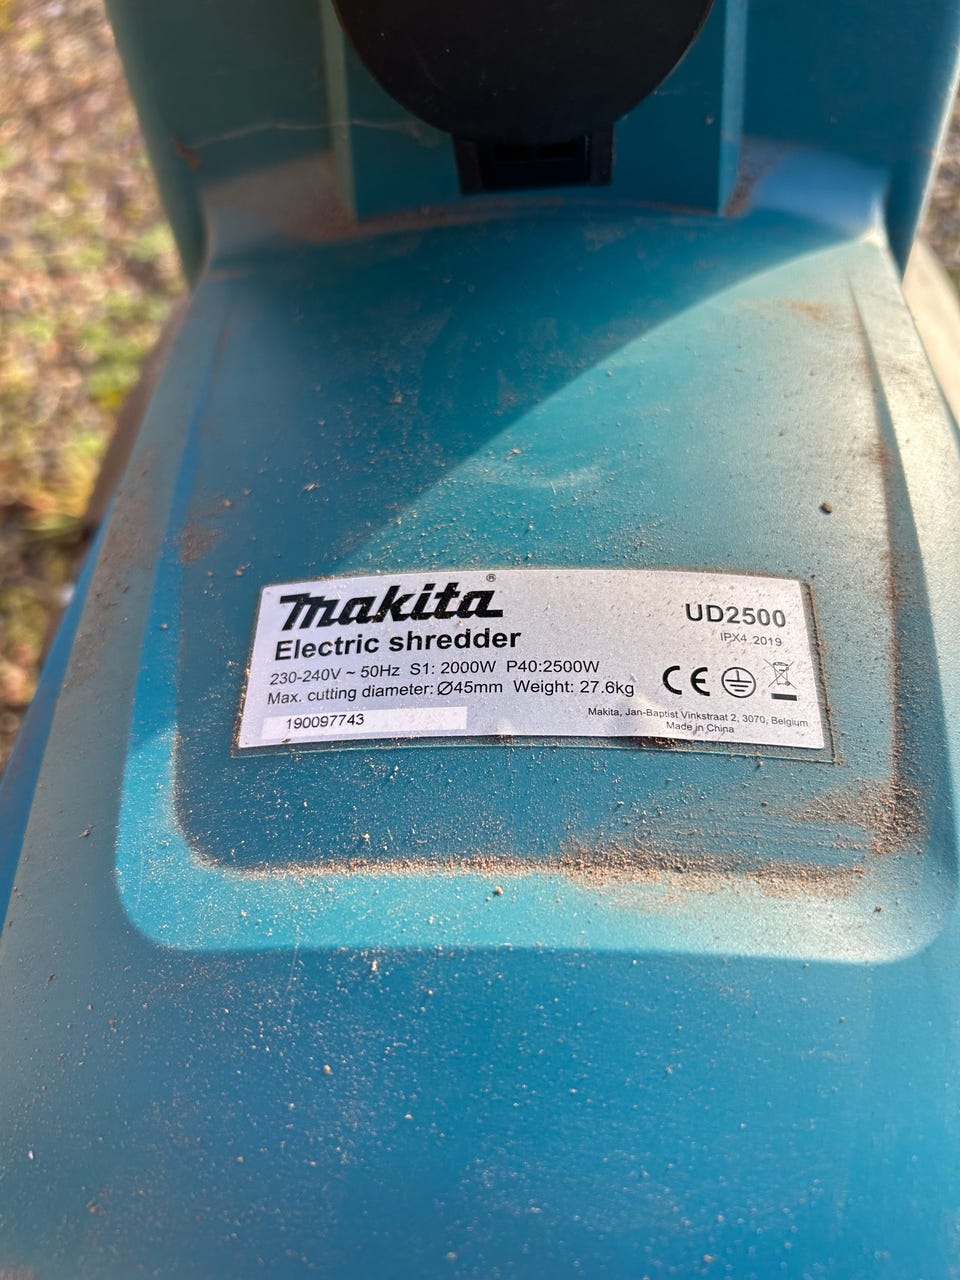 makita®
Electric shredder
UD2500
IPX4 2019
230-240V ~ 50Hz S1: 2000W P40:2500W
Max. cutting diameter: Ø45mm Weight: 27.6kg
CE
190097743
Makita, Jan-Baptist Vinkstraat 2, 3070, Belgium
Made in China